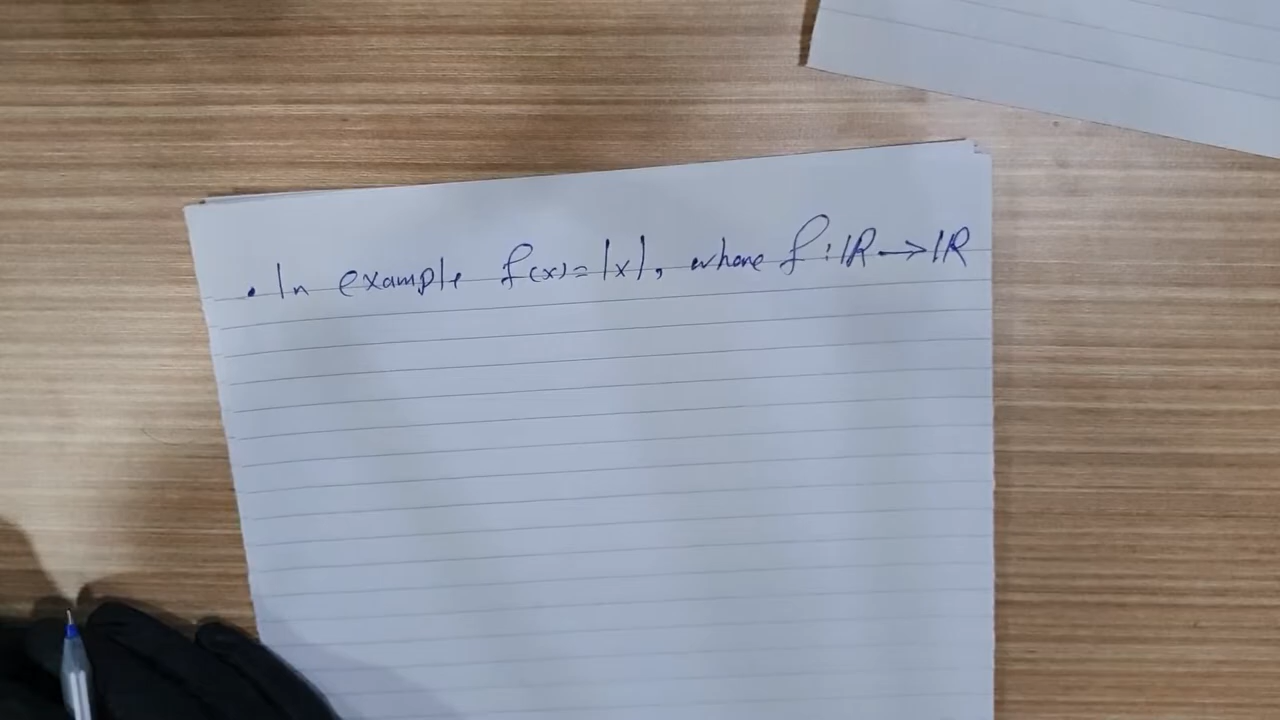 • In example f(x) = |x|, where f : ℝ → ℝ